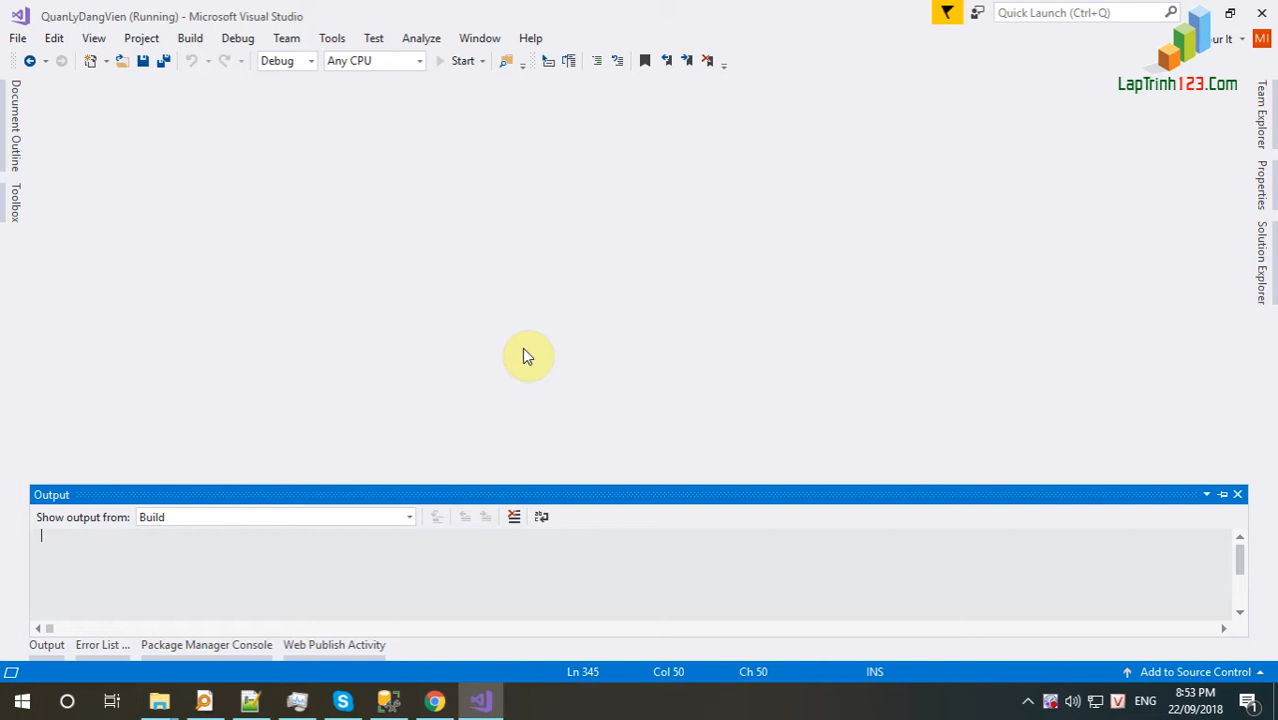 QuanLyDangVien (Running) - Microsoft Visual Studio
Quick Launch (Ctrl+Q)
File Edit View Project Build Debug Team Tools Test Analyze Window Help
ur It MI
Debug Any CPU Start
LapTrinh123.Com
Document Outline
Toolbox
Team Explorer
Properties
Solution Explorer
Output
Show output from: Build
Output Error List ... Package Manager Console Web Publish Activity
Ln 345 Col 50 Ch 50 INS Add to Source Control
ENG
8:53 PM
22/09/2018
1